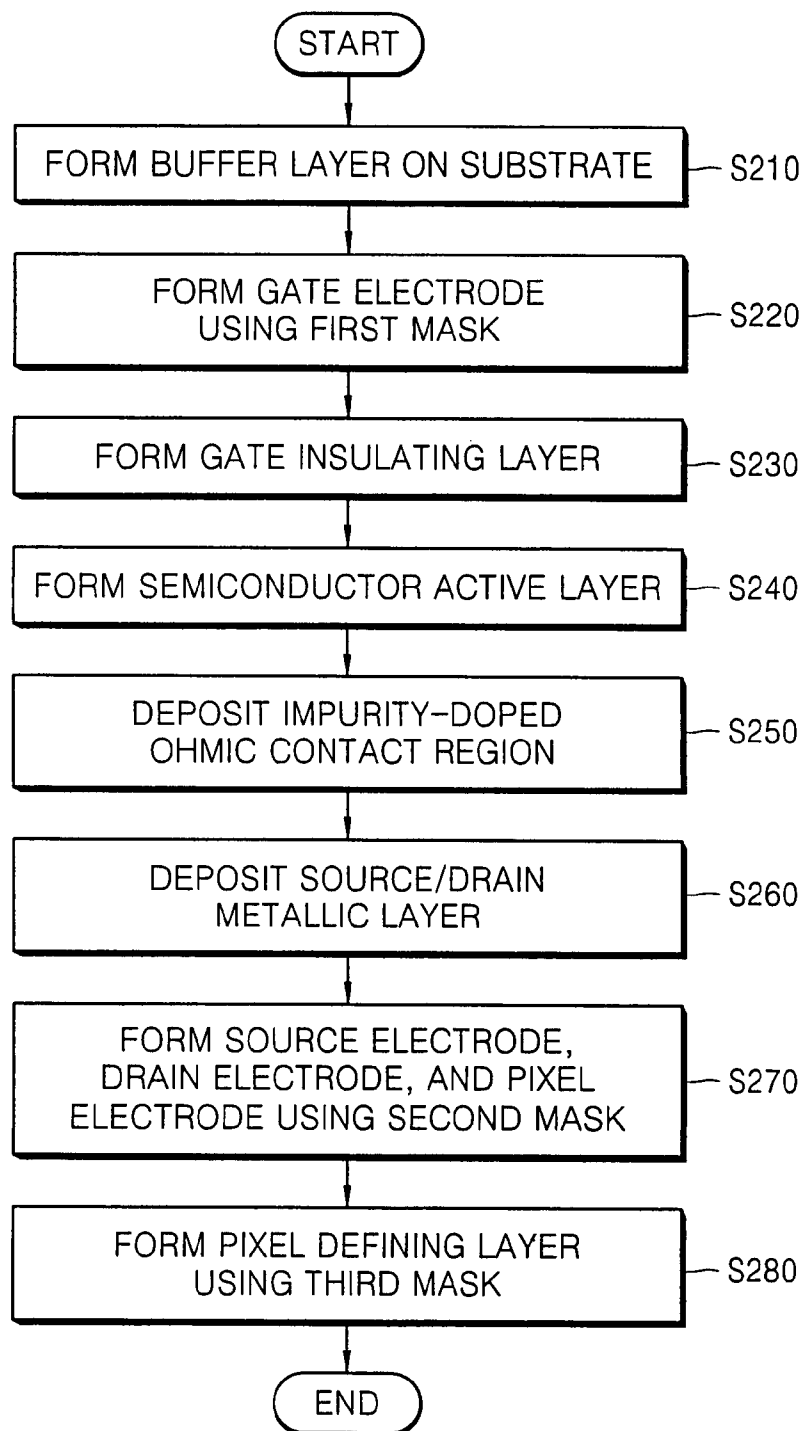 START
FORM BUFFER LAYER ON SUBSTRATE
S210
FORM GATE ELECTRODE
USING FIRST MASK
S220
FORM GATE INSULATING LAYER
S230
FORM SEMICONDUCTOR ACTIVE LAYER
S240
DEPOSIT IMPURITY-DOPED
OHMIC CONTACT REGION
S250
DEPOSIT SOURCE/DRAIN
METALLIC LAYER
S260
FORM SOURCE ELECTRODE,
DRAIN ELECTRODE, AND PIXEL
ELECTRODE USING SECOND MASK
S270
FORM PIXEL DEFINING LAYER
USING THIRD MASK
S280
END